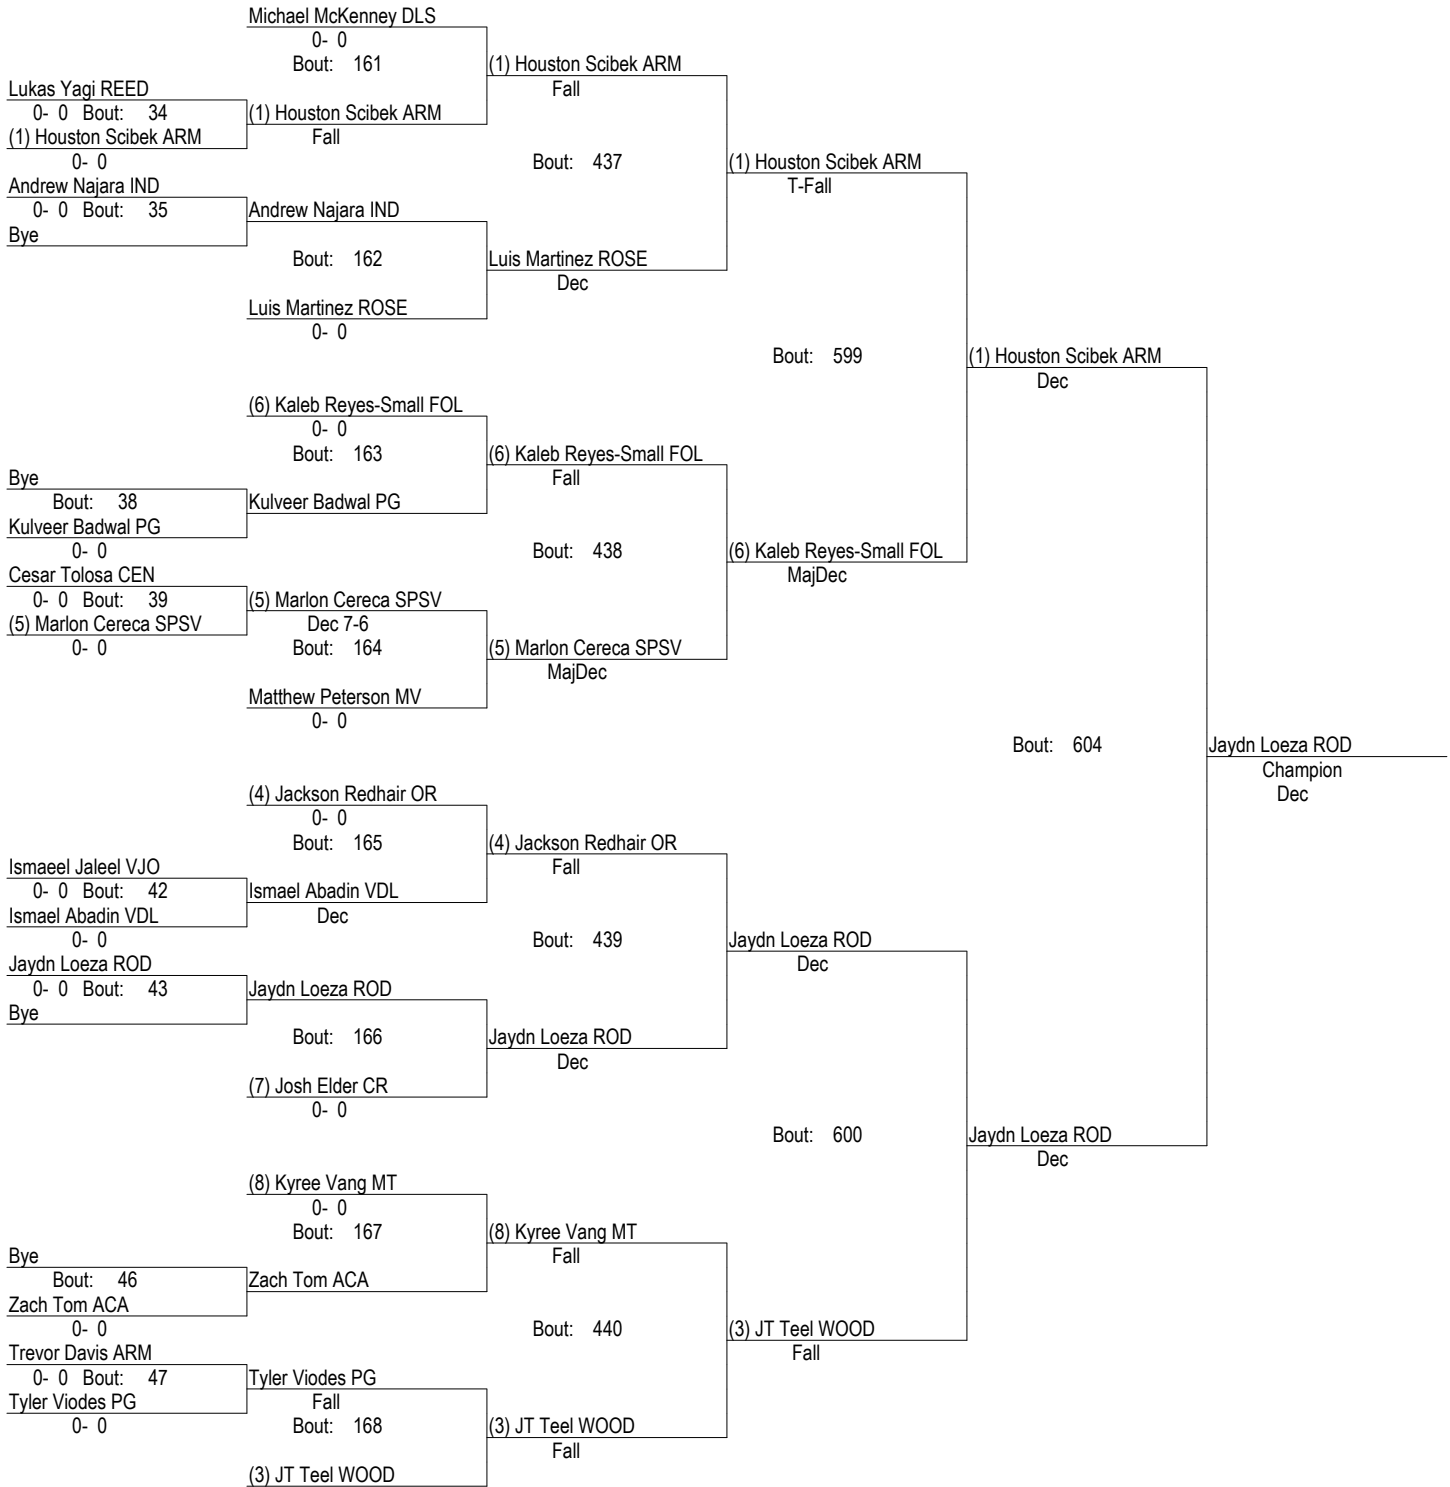 Michael McKenney DLS
0- 0
Bout: 161
(1) Houston Scibek ARM
Fall
Lukas Yagi REED
0- 0 Bout: 34
(1) Houston Scibek ARM
Fall
(1) Houston Scibek ARM
0- 0
Bout: 437
(1) Houston Scibek ARM
T-Fall
Andrew Najara IND
0- 0 Bout: 35
Andrew Najara IND
Bye
Bout: 162
Luis Martinez ROSE
Dec
Luis Martinez ROSE
0- 0
Bout: 599
(1) Houston Scibek ARM
Dec
(6) Kaleb Reyes-Small FOL
0- 0
Bout: 163
(6) Kaleb Reyes-Small FOL
Fall
Bye
Bout: 38
Kulveer Badwal PG
Kulveer Badwal PG
0- 0
Bout: 438
(6) Kaleb Reyes-Small FOL
MajDec
Cesar Tolosa CEN
0- 0 Bout: 39
(5) Marlon Cereca SPSV
Dec 7-6
(5) Marlon Cereca SPSV
0- 0
Bout: 164
(5) Marlon Cereca SPSV
MajDec
Matthew Peterson MV
0- 0
Bout: 604
Jaydn Loeza ROD
Champion
Dec
(4) Jackson Redhair OR
0- 0
Bout: 165
(4) Jackson Redhair OR
Fall
Ismaeel Jaleel VJO
0- 0 Bout: 42
Ismael Abadin VDL
Dec
Ismael Abadin VDL
0- 0
Bout: 439
Jaydn Loeza ROD
Dec
Jaydn Loeza ROD
0- 0 Bout: 43
Jaydn Loeza ROD
Bye
Bout: 166
Jaydn Loeza ROD
Dec
(7) Josh Elder CR
0- 0
Bout: 600
Jaydn Loeza ROD
Dec
(8) Kyree Vang MT
0- 0
Bout: 167
(8) Kyree Vang MT
Fall
Bye
Bout: 46
Zach Tom ACA
Zach Tom ACA
0- 0
Bout: 440
(3) JT Teel WOOD
Fall
Trevor Davis ARM
0- 0 Bout: 47
Tyler Viodes PG
Fall
Tyler Viodes PG
0- 0
Bout: 168
(3) JT Teel WOOD
Fall
(3) JT Teel WOOD